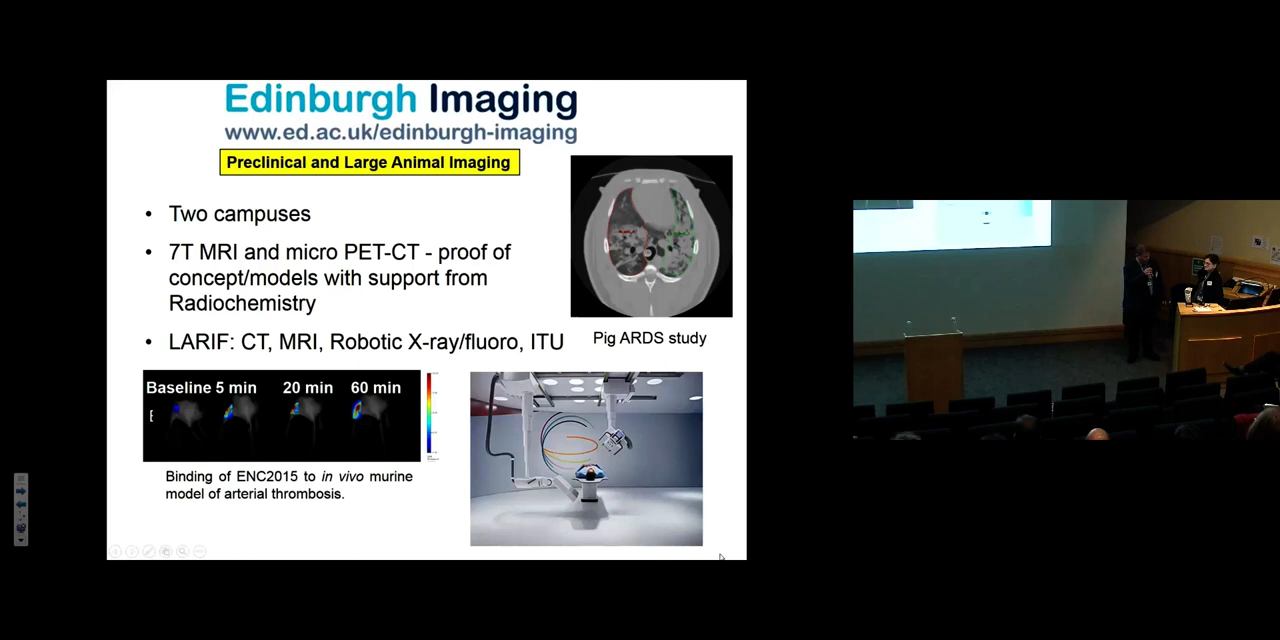 Edinburgh Imaging
www.ed.ac.uk/edinburgh-imaging
Preclinical and Large Animal Imaging
• Two campuses
• 7T MRI and micro PET-CT - proof of
concept/models with support from
Radiochemistry
• LARIF: CT, MRI, Robotic X-ray/fluoro, ITU
Pig ARDS study
Baseline 5 min 20 min 60 min
Binding of ENC2015 to in vivo murine
model of arterial thrombosis.